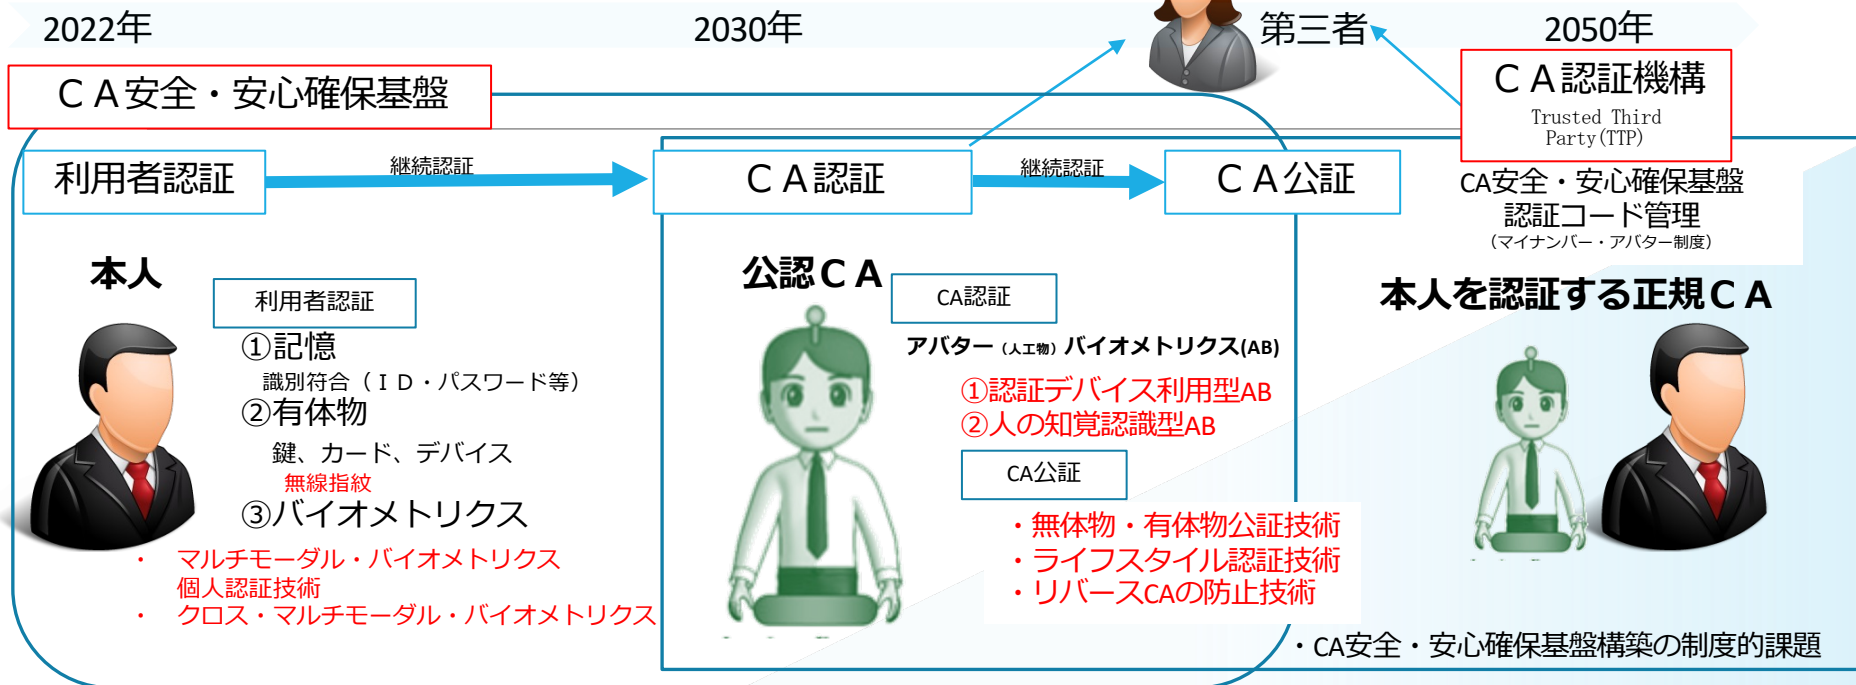 2022年
2030年
第三者
2050年
ＣＡ安全・安心確保基盤
ＣＡ認証機構
Trusted Third
Party(TTP)
利用者認証
継続認証
ＣＡ認証
継続認証
ＣＡ公証
CA安全・安心確保基盤
認証コード管理
（マイナンバー・アバター制度）
本人
利用者認証
①記憶
識別符合（ＩＤ・パスワード等）
②有体物
鍵、カード、デバイス
無線指紋
③バイオメトリクス
・ マルチモーダル・バイオメトリクス
個人認証技術
・ クロス・マルチモーダル・バイオメトリクス
公認ＣＡ
CA認証
アバター（人工物）バイオメトリクス(AB)
①認証デバイス利用型AB
②人の知覚認識型AB
CA公証
・無体物・有体物公証技術
・ライフスタイル認証技術
・リバースCAの防止技術
本人を認証する正規ＣＡ
・CA安全・安心確保基盤構築の制度的課題